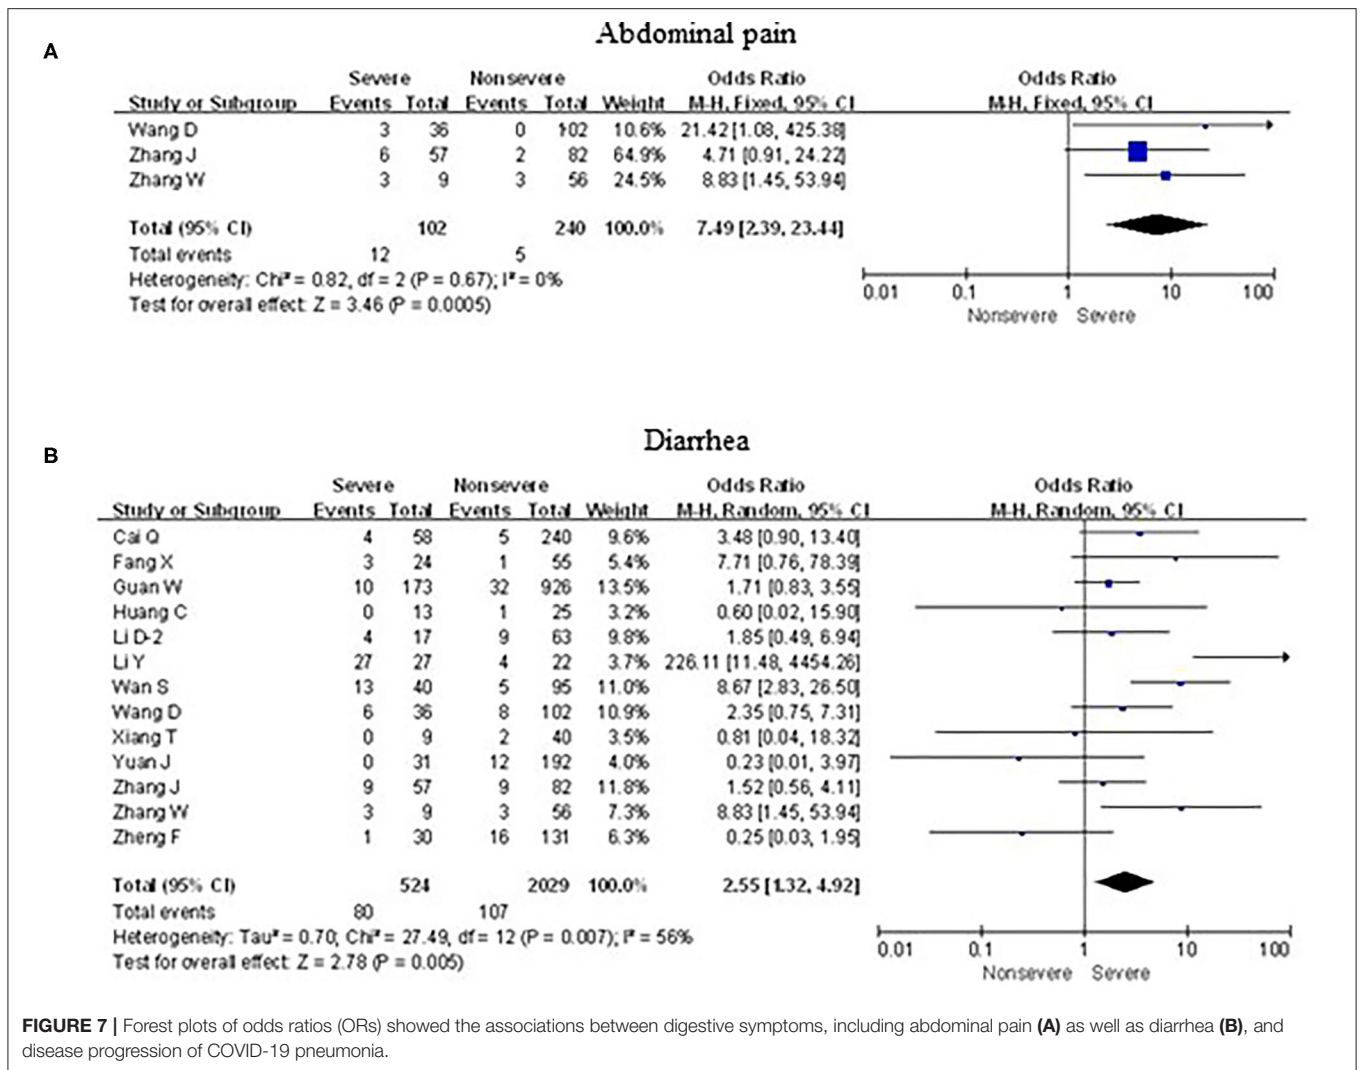 Abdominal pain
A
Severe Nonsevere Odds Ratio Odds Ratio
Study or Subgroup Events Total Events Total Weight M-H, Fixed, 95% CI M-H, Fixed, 95% CI
Wang D 3 36 0 102 10.6% 21.42 [1.08, 425.38]
Zhang J 6 57 2 82 64.9% 4.71 [0.91, 24.22]
Zhang W 3 9 3 56 24.5% 8.83 [1.45, 53.94]
Total (95% CI) 102 240 100.0% 7.49 [2.39, 23.44]
Total events 12 5
Heterogeneity: Chi² = 0.82, df = 2 (P = 0.67); I² = 0%
Test for overall effect: Z = 3.46 (P = 0.0005)
0.01 0.1 1 10 100
Nonsevere Severe
Diarrhea
B
Severe Nonsevere Odds Ratio Odds Ratio
Study or Subgroup Events Total Events Total Weight M-H, Random, 95% CI M-H, Random, 95% CI
Cai Q 4 58 5 240 9.6% 3.48 [0.90, 13.40]
Fang X 3 24 1 55 5.4% 7.71 [0.76, 78.39]
Guan W 10 173 32 926 13.5% 1.71 [0.83, 3.55]
Huang C 0 13 1 25 3.2% 0.60 [0.02, 15.90]
Li D-2 4 17 9 63 9.8% 1.85 [0.49, 6.94]
Li Y 27 27 4 22 3.7% 226.11 [11.48, 4454.26]
Wan S 13 40 5 95 11.0% 8.67 [2.83, 26.50]
Wang D 6 36 8 102 10.9% 2.35 [0.75, 7.31]
Xiang T 0 9 2 40 3.5% 0.81 [0.04, 18.32]
Yuan J 0 31 12 192 4.0% 0.23 [0.01, 3.97]
Zhang J 9 57 9 82 11.8% 1.52 [0.56, 4.11]
Zhang W 3 9 3 56 7.3% 8.83 [1.45, 53.94]
Zheng F 1 30 16 131 6.3% 0.25 [0.03, 1.95]
Total (95% CI) 524 2029 100.0% 2.55 [1.32, 4.92]
Total events 80 107
Heterogeneity: Tau² = 0.70; Chi² = 27.49, df = 12 (P = 0.007); I² = 56%
Test for overall effect: Z = 2.78 (P = 0.005)
0.01 0.1 1 10 100
Nonsevere Severe
FIGURE 7 | Forest plots of odds ratios (ORs) showed the associations between digestive symptoms, including abdominal pain (A) as well as diarrhea (B), and
disease progression of COVID-19 pneumonia.